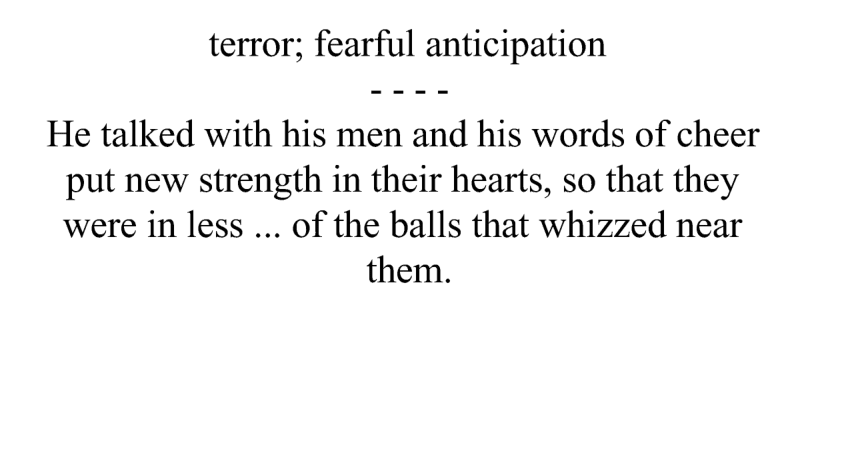 terror; fearful anticipation
- - - -
He talked with his men and his words of cheer
put new strength in their hearts, so that they
were in less ... of the balls that whizzed near
them.